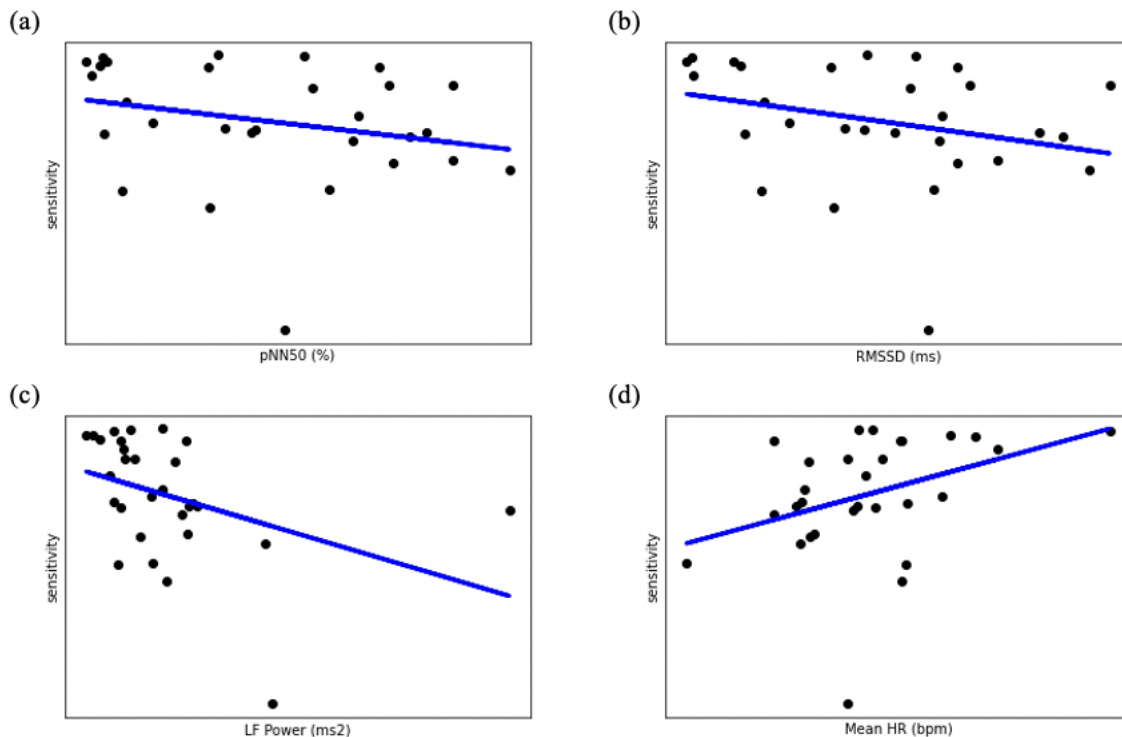 (a)
sensitivity
pNN50 (%)
(b)
sensitivity
RMSSD (ms)
(c)
sensitivity
LF Power (ms2)
(d)
sensitivity
Mean HR (bpm)